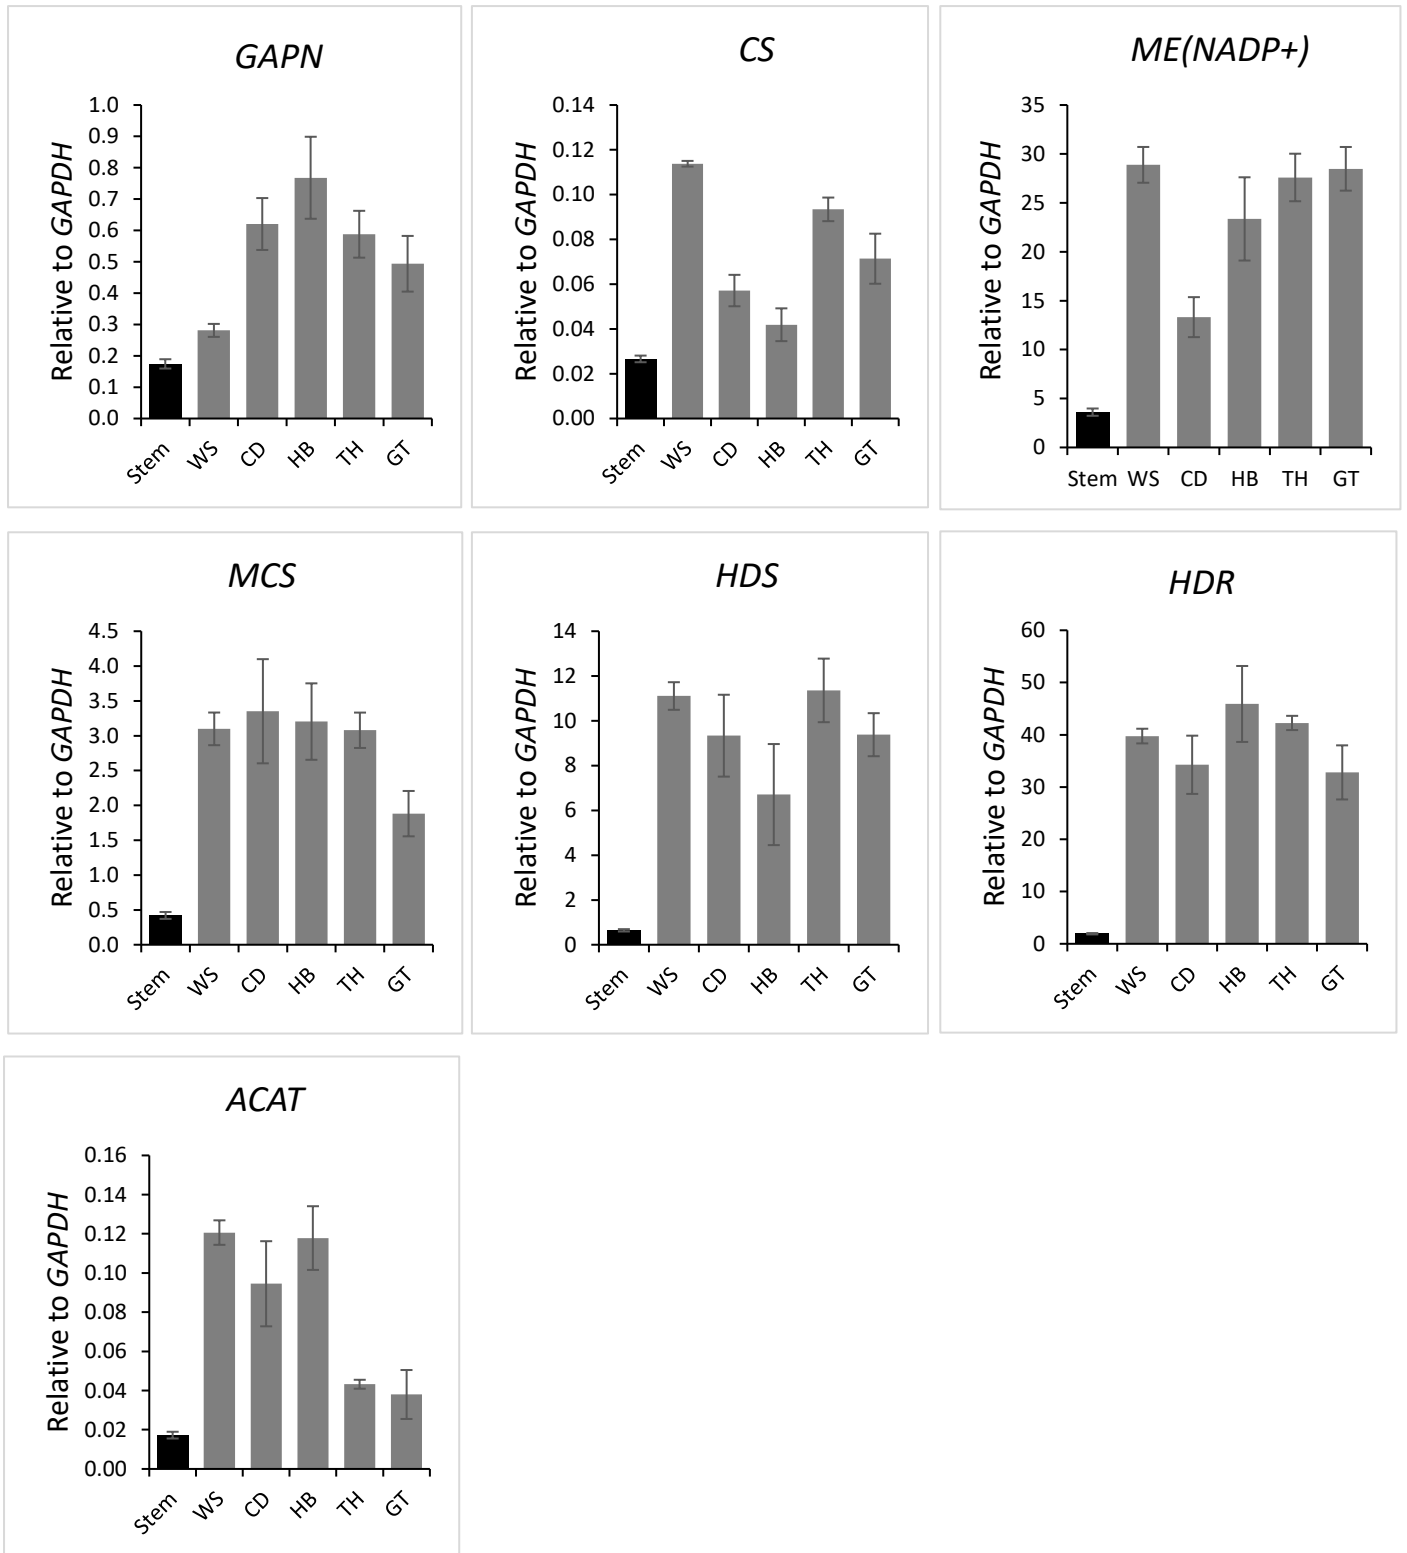 GAPN
Relative to GAPDH
1.0
0.9
0.8
0.7
0.6
0.5
0.4
0.3
0.2
0.1
0.0
Stem WS CD HB TH GT
CS
Relative to GAPDH
0.14
0.12
0.10
0.08
0.06
0.04
0.02
0.00
Stem WS CD HB TH GT
ME(NADP+)
Relative to GAPDH
35
30
25
20
15
10
5
0
Stem WS CD HB TH GT
MCS
Relative to GAPDH
4.5
4.0
3.5
3.0
2.5
2.0
1.5
1.0
0.5
0.0
Stem WS CD HB TH GT
HDS
Relative to GAPDH
14
12
10
8
6
4
2
0
Stem WS CD HB TH GT
HDR
Relative to GAPDH
60
50
40
30
20
10
0
Stem WS CD HB TH GT
ACAT
Relative to GAPDH
0.16
0.14
0.12
0.10
0.08
0.06
0.04
0.02
0.00
Stem WS CD HB TH GT